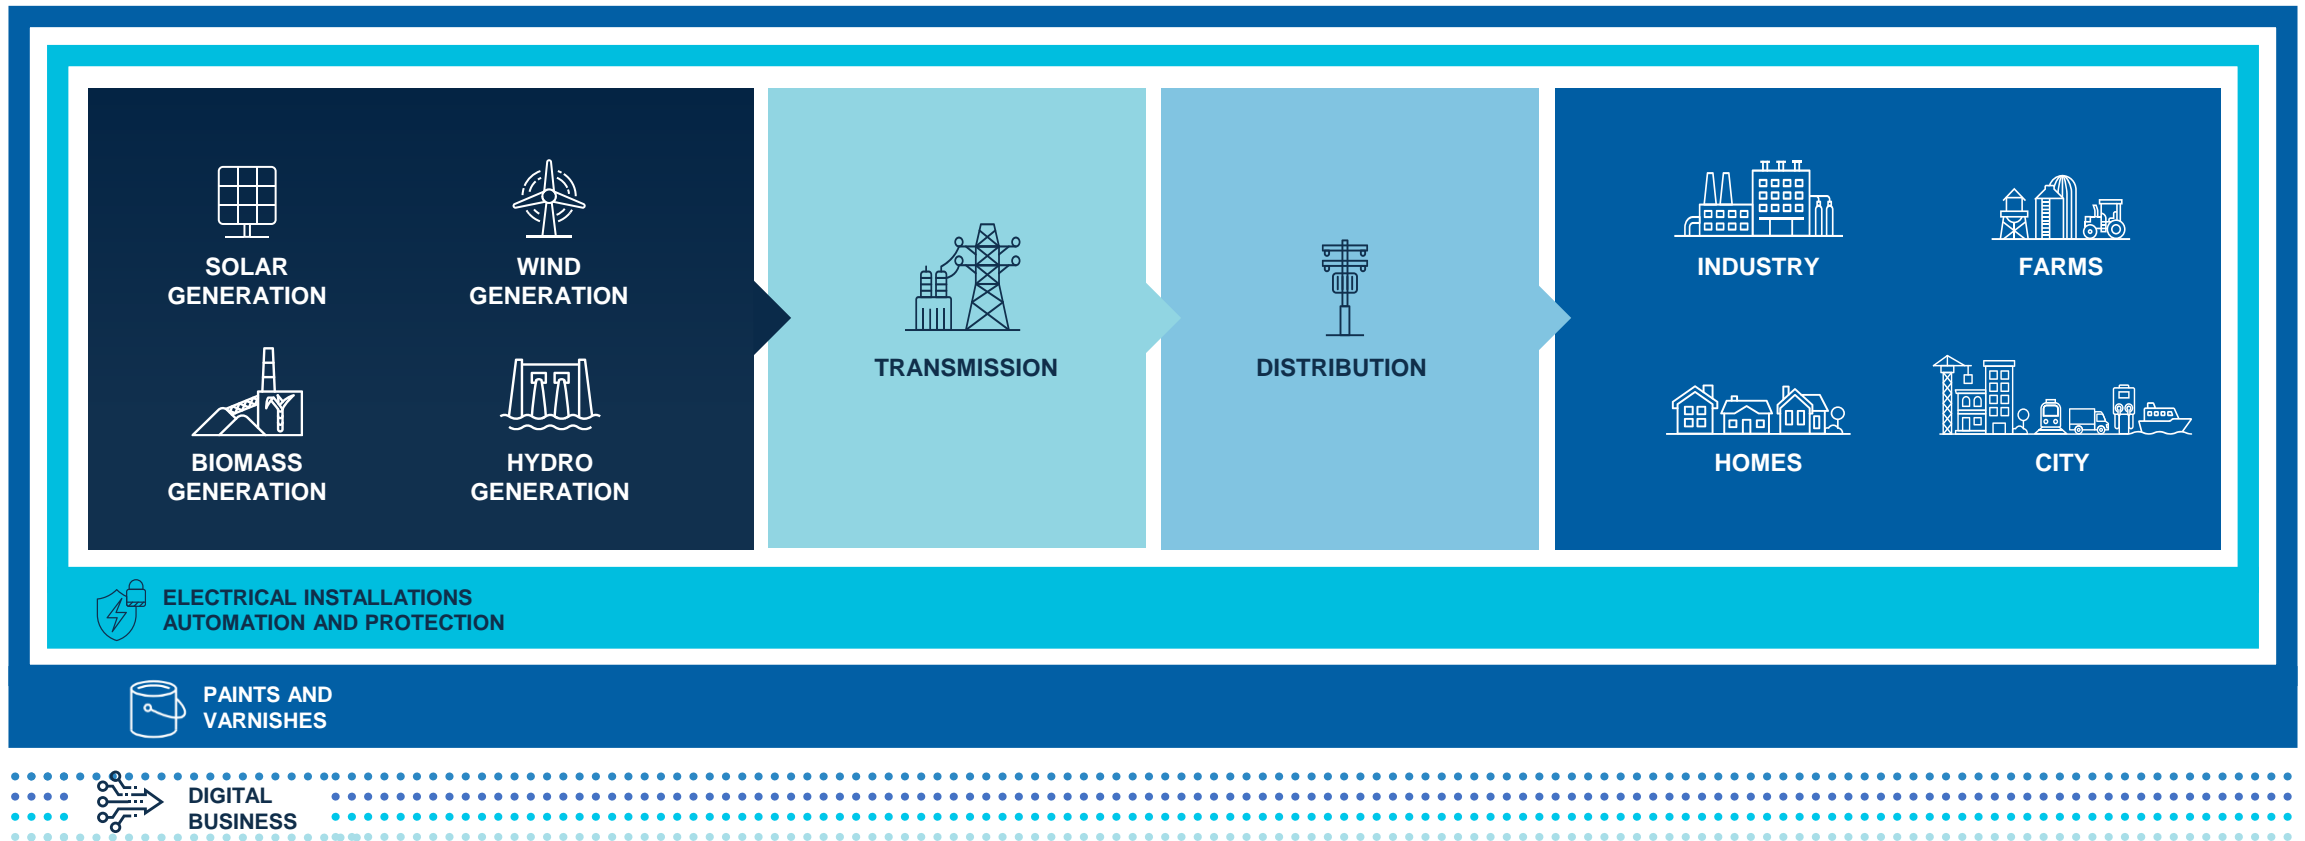 SOLAR
GENERATION
WIND
GENERATION
BIOMASS
GENERATION
HYDRO
GENERATION
TRANSMISSION
DISTRIBUTION
INDUSTRY
FARMS
HOMES
CITY
ELECTRICAL INSTALLATIONS
AUTOMATION AND PROTECTION
PAINTS AND
VARNISHES
DIGITAL
BUSINESS